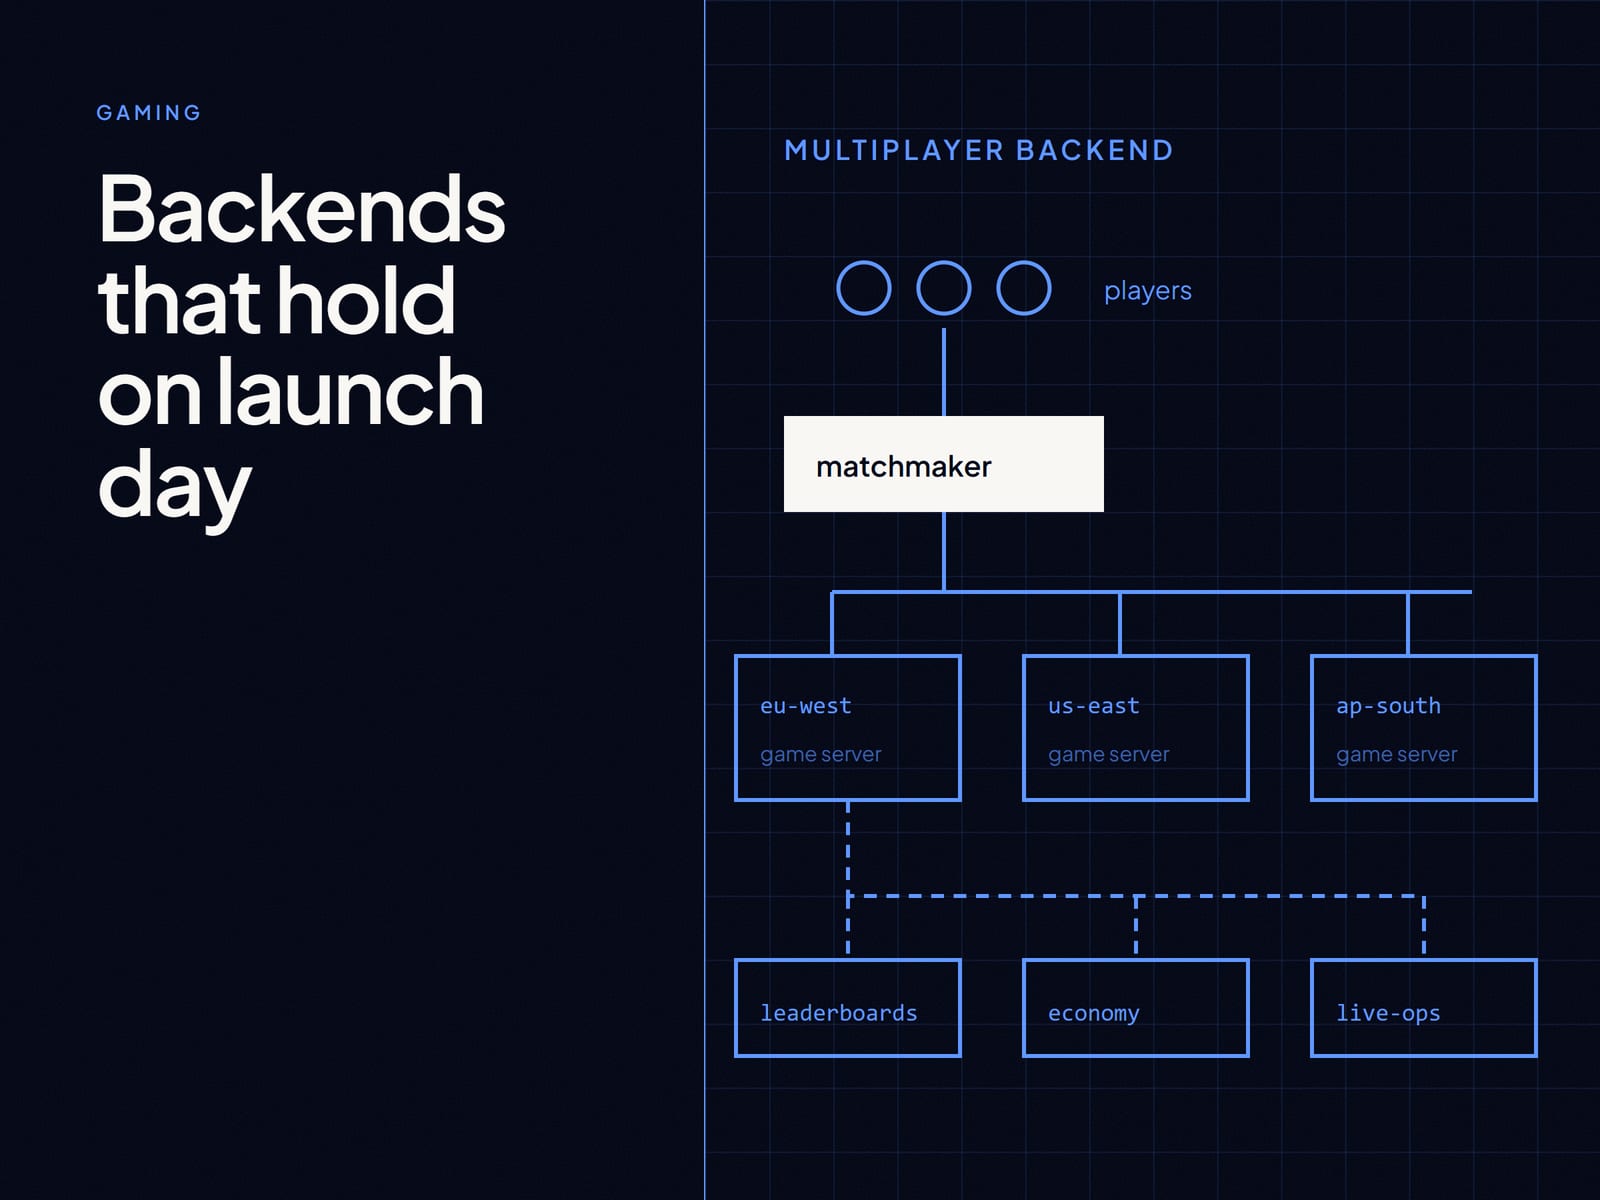 GAMING
Backends
that hold
on launch
day
MULTIPLAYER BACKEND
players
matchmaker
eu-west
game server
us-east
game server
ap-south
game server
leaderboards
economy
live-ops